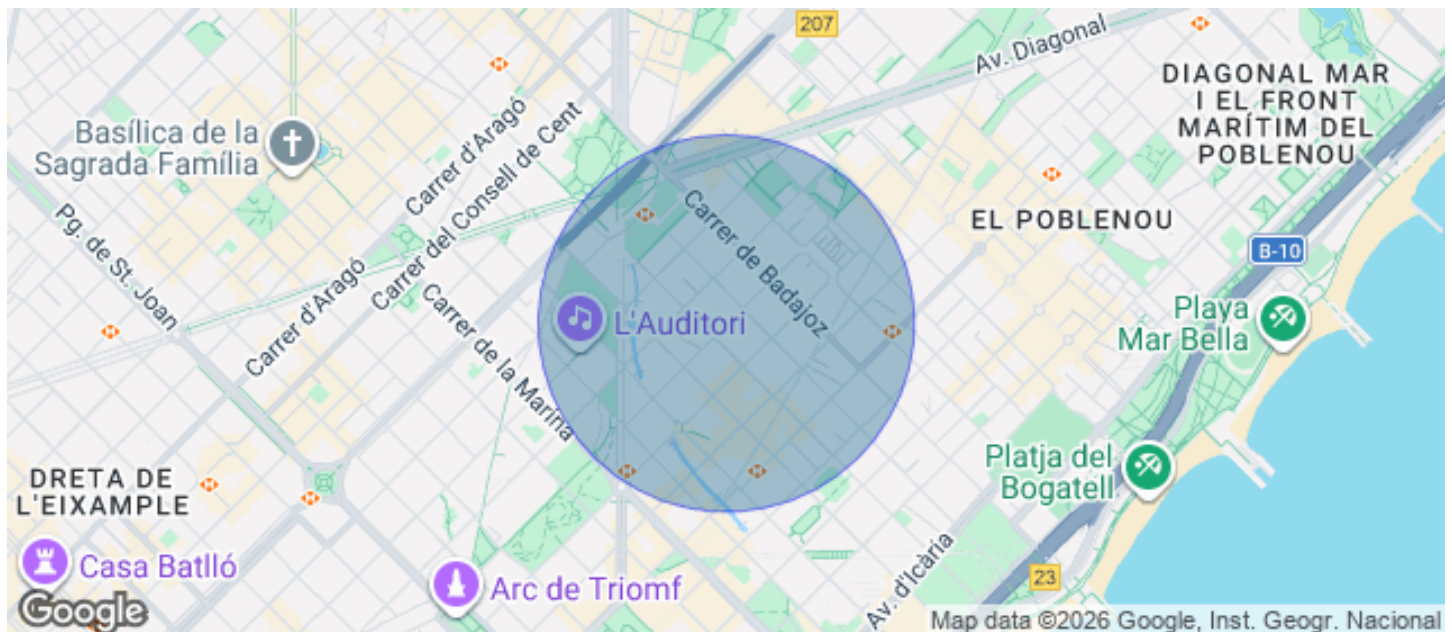 207
Av. Diagonal
DIAGONAL MAR
I EL FRONT
MARÍTIM DEL
POBLENOU
Basílica de la
Sagrada Família
Carrer d'Aragó
Carrer del Consell de Cent
Pg. de St. Joan
Carrer de Badajoz
EL POBLENOU
B-10
Carrer d'Aragó
Carrer de la Marina
L'Auditori
Playa
Mar Bella
DRETA DE
L'EIXAMPLE
Platja del
Bogatell
Casa Batlló
Arc de Triomf
Av. d'Icària
23
Google
Map data ©2026 Google, Inst. Geogr. Nacional